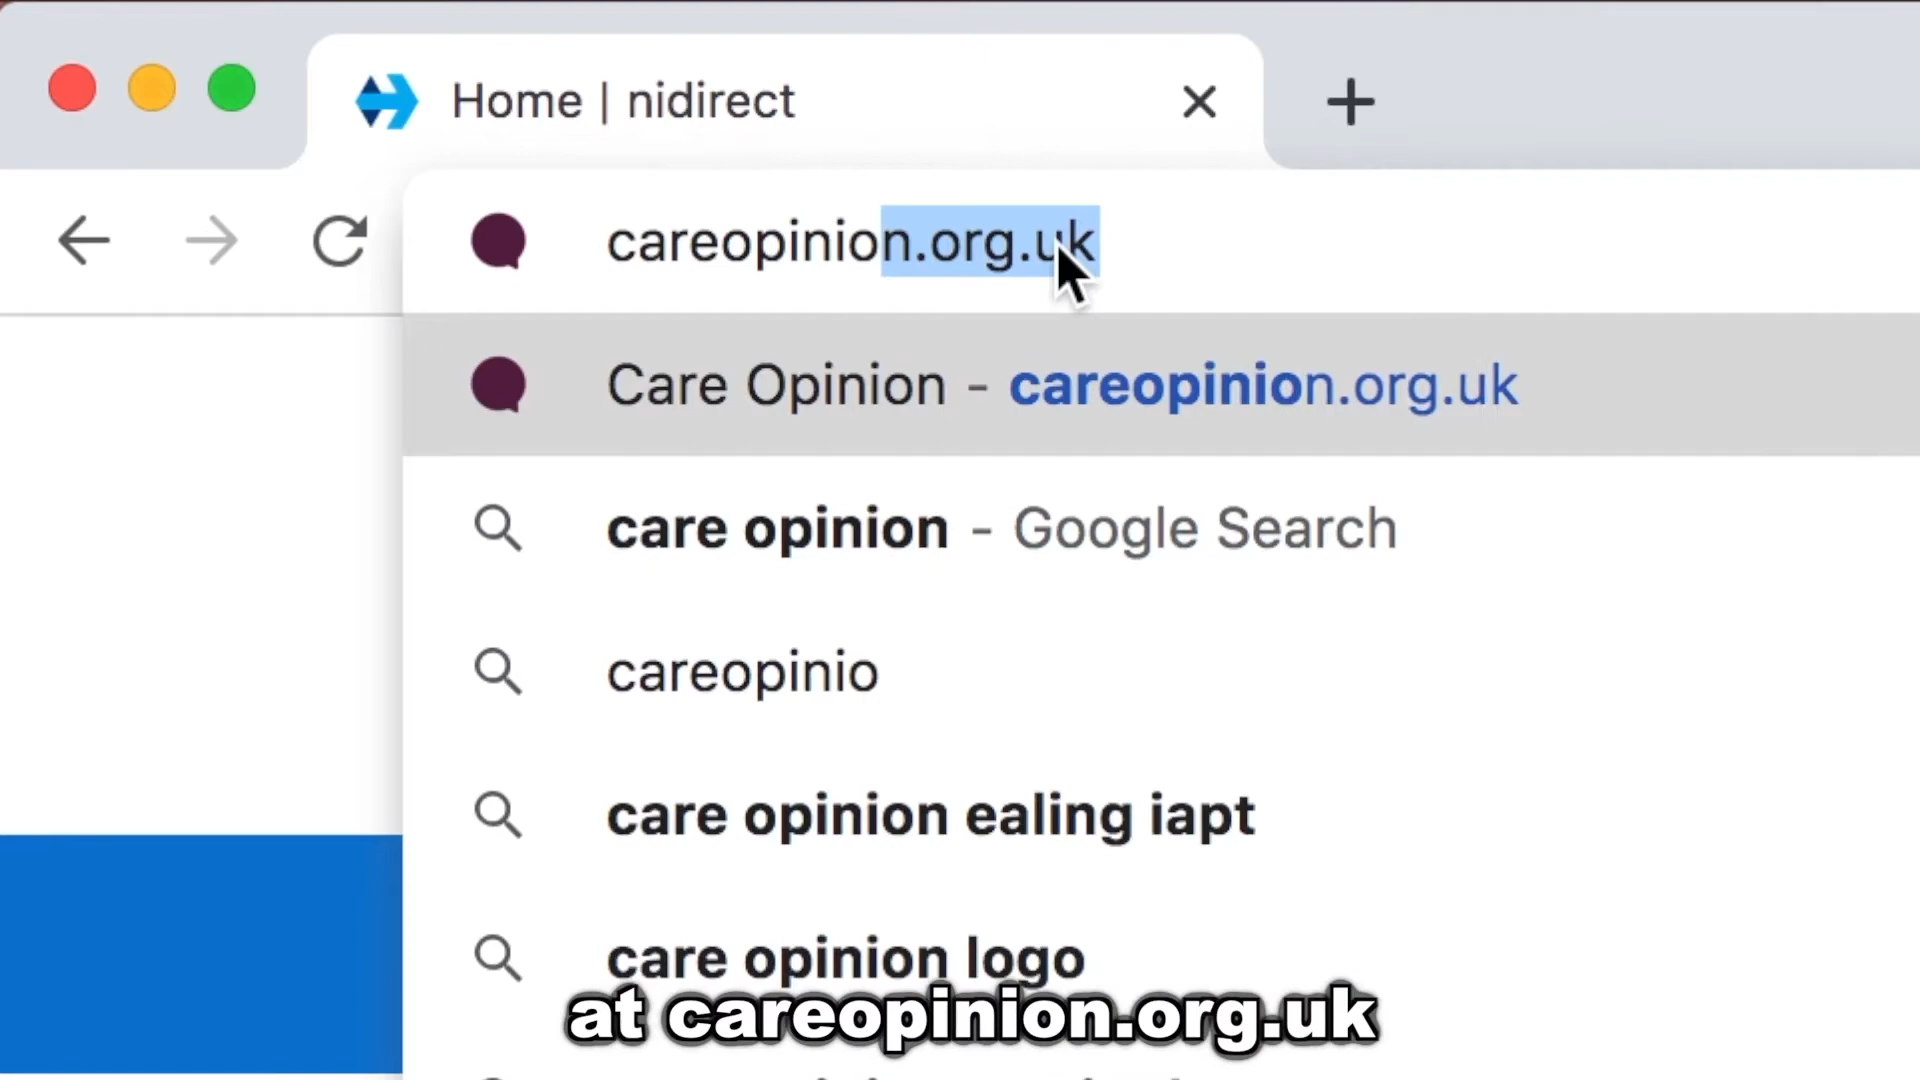 Home | nidirect
careopinion.org.uk
Care Opinion - careopinion.org.uk
care opinion - Google Search
careopinio
care opinion ealing iapt
care opinion logo
at careopinion.org.uk